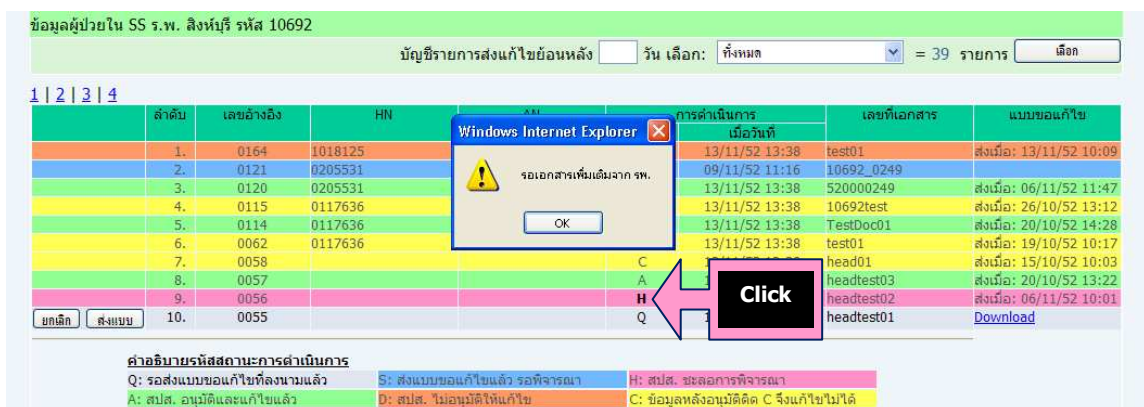 ข้อมูลผู้ป่วยใน SS ร.พ. สิงห์บุรี รหัส 10692
บัญชีรายการส่งแก้ไขย้อนหลัง วัน เลือก: ทั้งหมด = 39 รายการ เลือก
1 | 2 | 3 | 4
ลำดับ เลขอ้างอิง HN การดำเนินการ เลขที่เอกสาร แบบขอแก้ไข
เมื่อวันที่
Windows Internet Explorer
รอเอกสารเพิ่มเติมจาก รพ.
OK
1. 0164 1018125 13/11/52 13:38 test01 ส่งเมื่อ: 13/11/52 10:09
2. 0121 0205531 09/11/52 11:16 10692_0249
3. 0120 0205531 13/11/52 13:38 520000249 ส่งเมื่อ: 06/11/52 11:47
4. 0115 0117636 13/11/52 13:38 10692test ส่งเมื่อ: 26/10/52 13:12
5. 0114 0117636 13/11/52 13:38 TestDoc01 ส่งเมื่อ: 20/10/52 14:28
6. 0062 0117636 13/11/52 13:38 test01 ส่งเมื่อ: 19/10/52 10:17
7. 0058 C head01 ส่งเมื่อ: 15/10/52 10:03
8. 0057 A headtest03 ส่งเมื่อ: 20/10/52 13:22
9. 0056 H headtest02 ส่งเมื่อ: 06/11/52 10:01
Click
ยกเลิก ส่งแบบ 10. 0055 Q headtest01 Download
คำอธิบายรหัสสถานะการดำเนินการ
Q: รอส่งแบบขอแก้ไขที่ลงนามแล้ว S: ส่งแบบขอแก้ไขแล้ว รอพิจารณา H: สปส. ชะลอการพิจารณา
A: สปส. อนุมัติและแก้ไขแล้ว D: สปส. ไม่อนุมัติให้แก้ไข C: ข้อมูลหลังอนุมัติติด C จึงแก้ไขไม่ได้